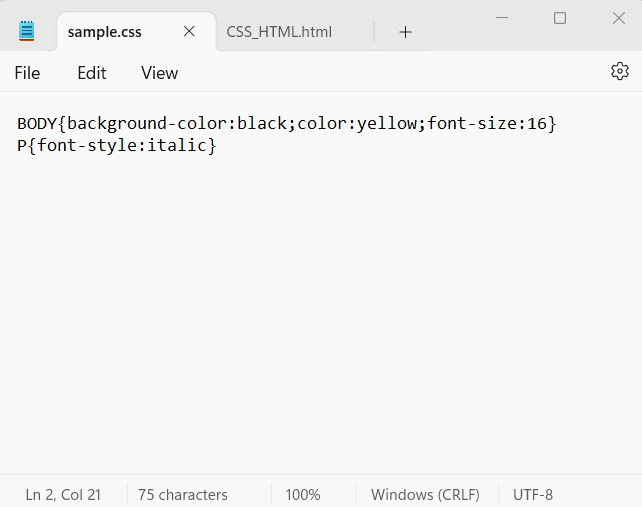 sample.css CSS_HTML.html
File Edit View
BODY{background-color:black;color:yellow;font-size:16}
P{font-style:italic}
Ln 2, Col 21 75 characters 100% Windows (CRLF) UTF-8